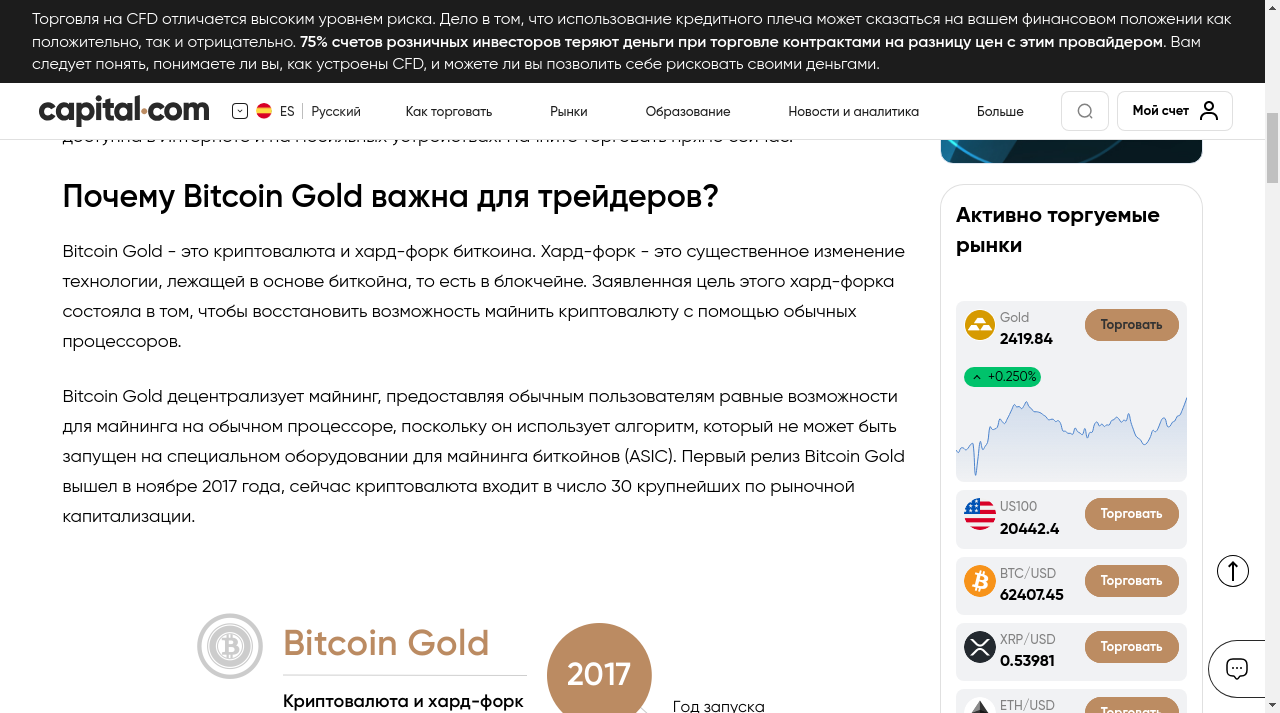 Торговля на CFD отличается высоким уровнем риска. Дело в том, что использование кредитного плеча может сказаться на вашем финансовом положении как
положительно, так и отрицательно. 75% счетов розничных инвесторов теряют деньги при торговле контрактами на разницу цен с этим провайдером. Вам
следует понять, понимаете ли вы, как устроены CFD, и можете ли вы позволить себе рисковать своими деньгами.
capital.com
ES
Русский
Как торговать
Рынки
Образование
Новости и аналитика
Больше
Мой счет
доступна в Интернете и на мобильных устройствах. Начните торговать прямо сейчас.
Почему Bitcoin Gold важна для трейдеров?
Bitcoin Gold - это криптовалюта и хард-форк биткоина. Хард-форк - это существенное изменение
технологии, лежащей в основе биткойна, то есть в блокчейне. Заявленная цель этого хард-форка
состояла в том, чтобы восстановить возможность майнить криптовалюту с помощью обычных
процессоров.
Bitcoin Gold децентрализует майнинг, предоставляя обычным пользователям равные возможности
для майнинга на обычном процессоре, поскольку он использует алгоритм, который не может быть
запущен на специальном оборудовании для майнинга биткойнов (ASIC). Первый релиз Bitcoin Gold
вышел в ноябре 2017 года, сейчас криптовалюта входит в число 30 крупнейших по рыночной
капитализации.
Bitcoin Gold
Криптовалюта и хард-форк
2017
Год запуска
Активно торгуемые
рынки
Gold
2419.84
Торговать
+0.250%
US100
20442.4
Торговать
BTC/USD
62407.45
Торговать
XRP/USD
0.53981
Торговать
ETH/USD
Торговать